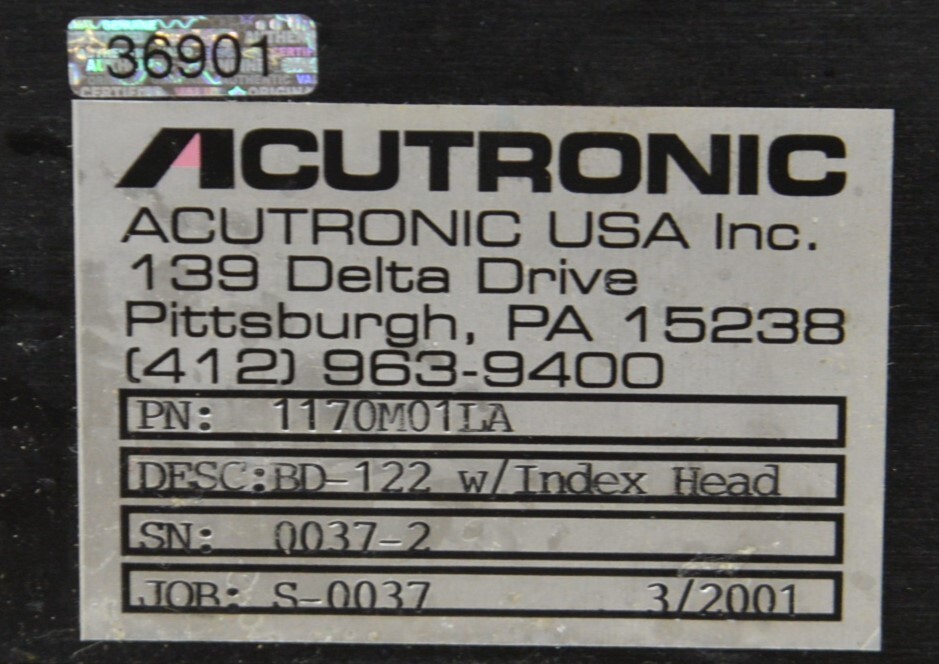 36901
ACUTRONIC
ACUTRONIC USA Inc.
139 Delta Drive
Pittsburgh, PA 15238
(412) 963-9400
PN: 1170M01LA
DESC:BD-122 w/Index Head
SN: 0037-2
JOB: S-0037 3/2001